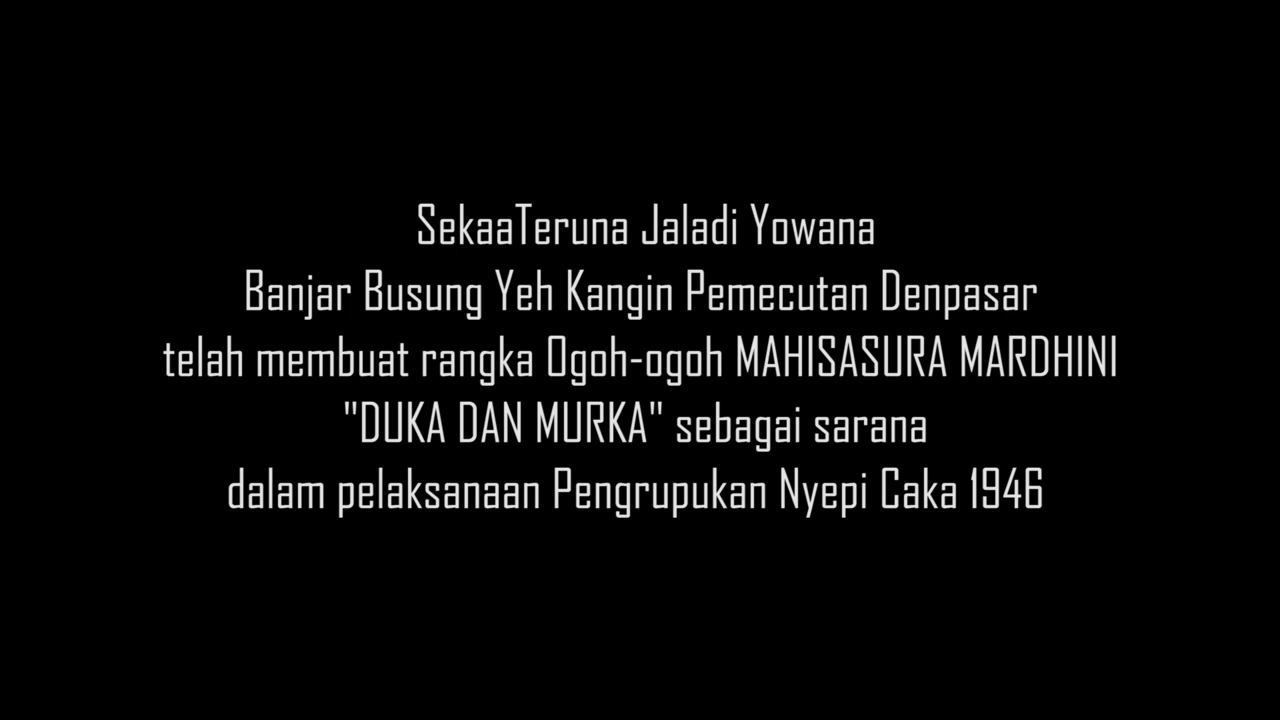 SekaaTeruna Jaladi Yowana
Banjar Busung Yeh Kangin Pemecutan Denpasar
telah membuat rangka Ogoh-ogoh MAHISASURA MARDHINI
"DUKA DAN MURKA" sebagai sarana
dalam pelaksanaan Pengrupukan Nyepi Caka 1946